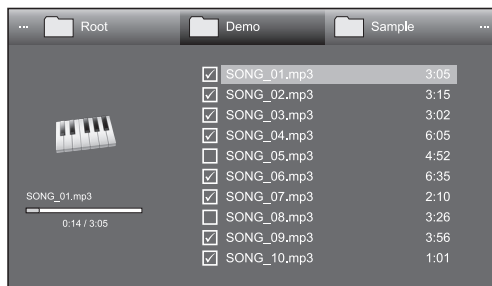 ... Root Demo Sample ...
SONG_01.mp3 3:05
SONG_02.mp3 3:15
SONG_03.mp3 3:02
SONG_04.mp3 6:05
SONG_05.mp3 4:52
SONG_06.mp3 6:35
SONG_07.mp3 2:10
SONG_08.mp3 3:26
SONG_09.mp3 3:56
SONG_10.mp3 1:01
SONG_01.mp3
0:14 / 3:05